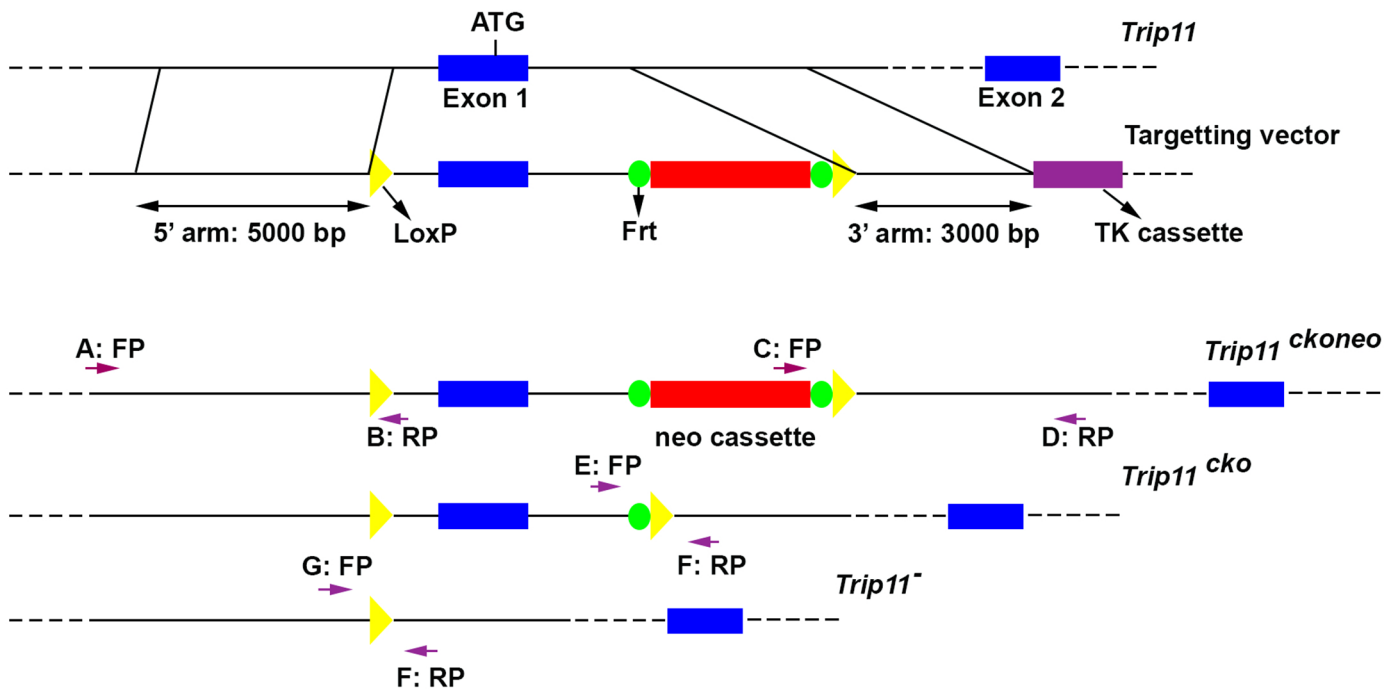 ATG
Trip11
Exon 1
Exon 2
Targetting vector
5' arm: 5000 bp
LoxP
Frt
3' arm: 3000 bp
TK cassette
A: FP
C: FP
Trip11 ckoneo
B: RP
neo cassette
D: RP
E: FP
Trip11 cko
F: RP
G: FP
Trip11 -
F: RP